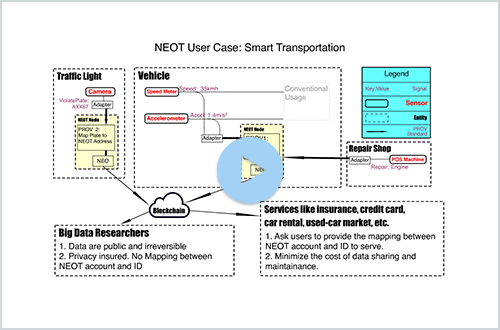 NEOT User Case: Smart Transportation
Traffic Light
Camera
ViolatePlate:
AXX67
Adapter
NEOT Node
PROV 2:
Map Plate to
NEOT Address
NEO
Vehicle
Speed Meter
Speed: 35kmh
Conventional
Usage
Accelerometer
Accel: 1.4m/s²
Adapter
NEOT Node
Legend
Key:Value
Signal
Sensor
Entity
PROV
Standard
Repair Shop
Adapter
POS Machine
Repair: Engine
Blockchain
Big Data Researchers
1. Data are public and irreversible
2. Privacy insured. No Mapping between
NEOT account and ID
Services like insurance, credit card,
car rental, used-car market, etc.
1. Ask users to provide the mapping between
NEOT account and ID to serve.
2. Minimize the cost of data sharing and
maintainance.